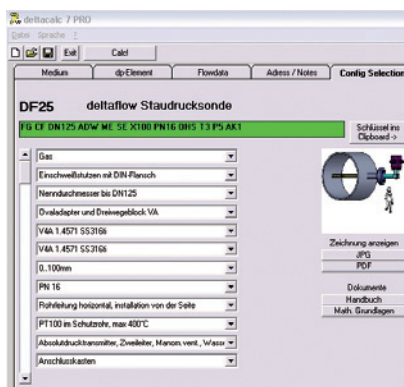 deltacalc 7 PRO
Datei Sprache ?
Exit Calc!
Medium dp-Element Flowdata Adress / Notes Config Selection
DF25 deltaflow Staudrucksonde
FG CF DN125 ADW ME SE X100 PN16 OHS T3 P5 AK1
Schlüssel ins
Clipboard ->
Gas
Einschweißstutzen mit DIN-Flansch
Nenndurchmesser bis DN125
Ovaladapter und Dreiwegeblock VA
V4A 1.4571 SS316ti
V4A 1.4571 SS316ti
0..100mm
PN 16
Rohrleitung horizontal, installation von der Seite
PT100 im Schutzrohr, max 400°C
Absolutdrucktransmitter, Zweileiter, Manom.vent., Wasse
Anschlusskasten
Zeichnung anzeigen
JPG
PDF
Dokumente
Handbuch
Math. Grundlagen